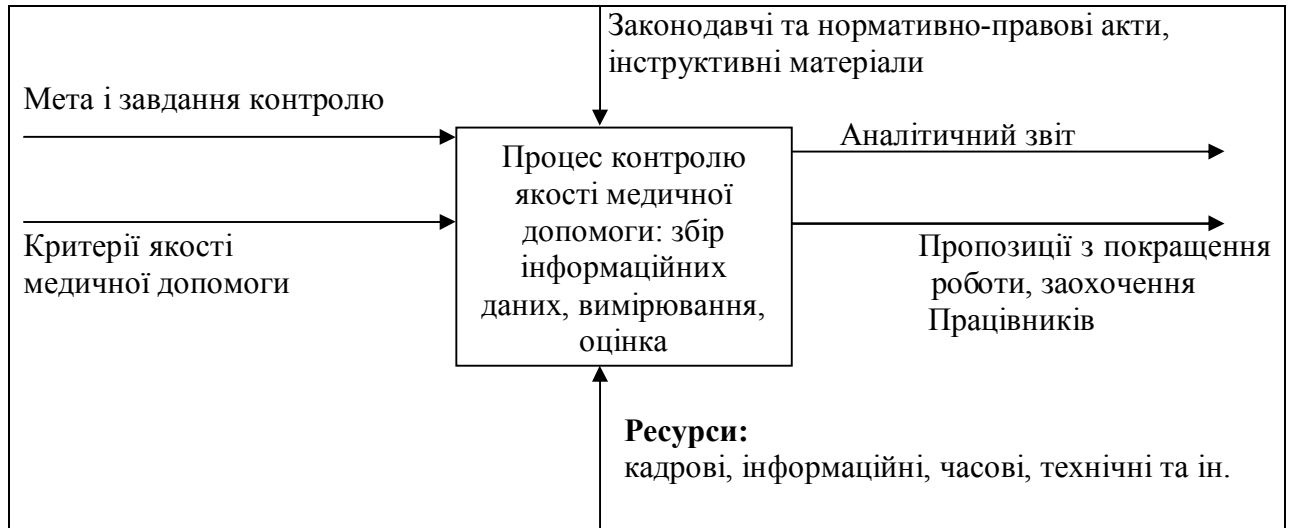 Законодавчі та нормативно-правові акти,
інструктивні матеріали
Мета і завдання контролю
Критерії якості
медичної допомоги
Процес контролю
якості медичної
допомоги: збір
інформаційних
даних, вимірювання,
оцінка
Аналітичний звіт
Пропозиції з покращення
роботи, заохочення
Працівників
Ресурси:
кадрові, інформаційні, часові, технічні та ін.